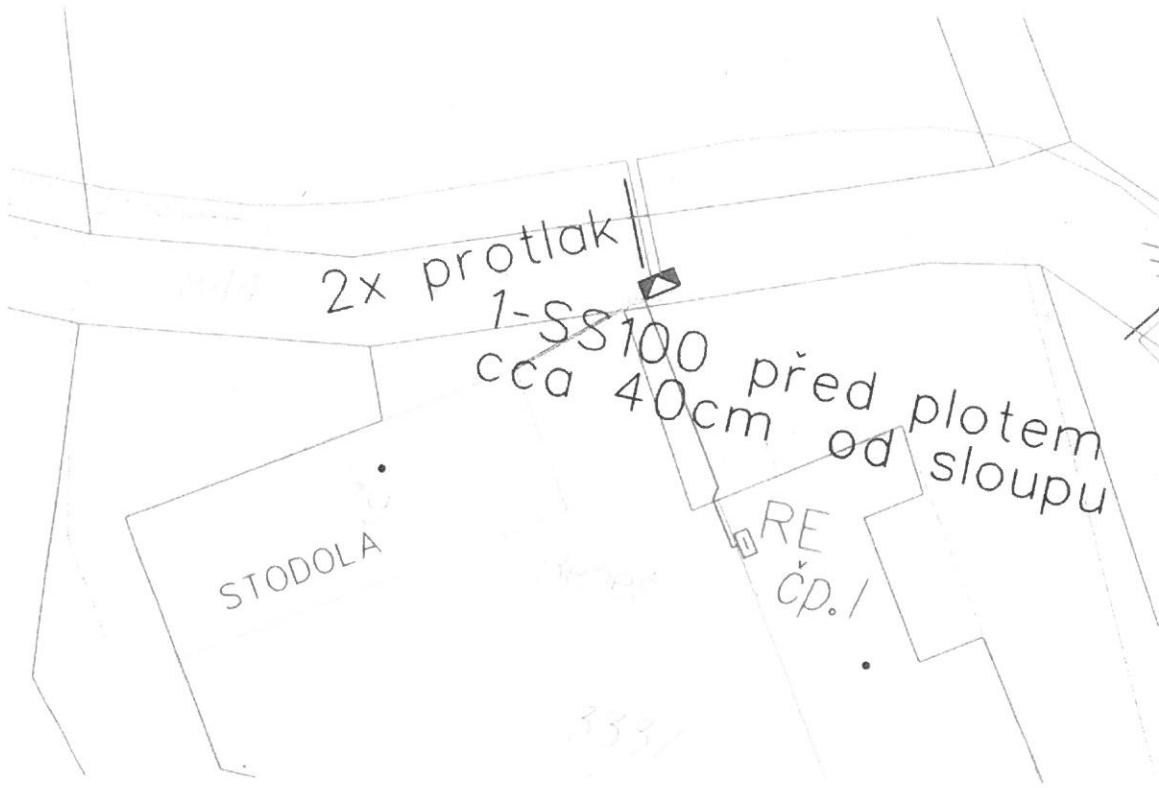 2x protlak
1-SS100 před plotem
cca 40cm od sloupu
STODOLA
RE
čp.1